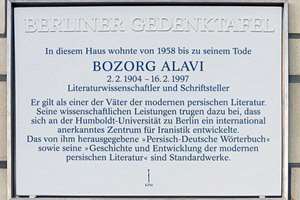 BERLINER GEDENKTAFEL
In diesem Haus wohnte von 1958 bis zu seinem Tode
BOZORG ALAVI
2. 2. 1904 – 16. 2. 1997
Literaturwissenschaftler und Schriftsteller
Er gilt als einer der Väter der modernen persischen Literatur.
Seine wissenschaftlichen Leistungen trugen dazu bei, dass
sich an der Humboldt-Universität zu Berlin ein international
anerkanntes Zentrum für Iranistik entwickelte.
Das von ihm herausgegebene »Persisch-Deutsche Wörterbuch«
sowie seine »Geschichte und Entwicklung der modernen
persischen Literatur« sind Standardwerke.
KPM